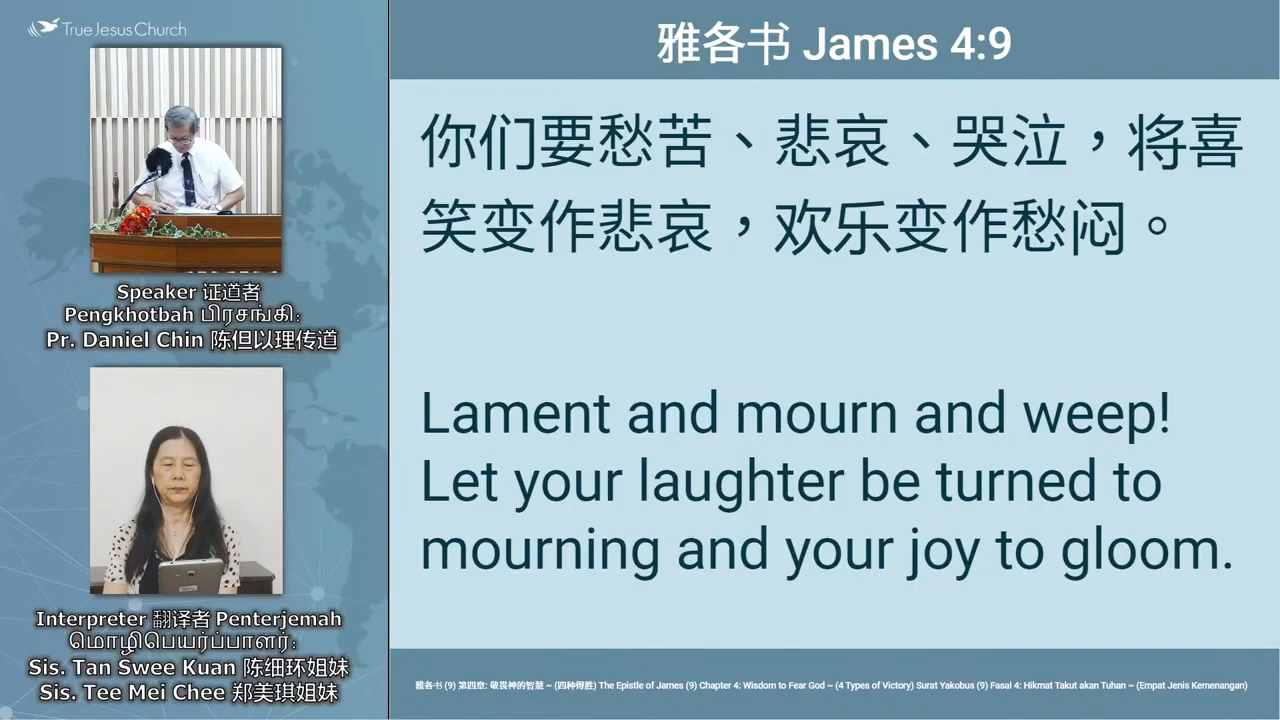 True Jesus Church
Speaker 证道者
Pengkhotbah பிரசங்கி:
Pr. Daniel Chin 陈但以理传道
Interpreter 翻译者 Penterjemah
மொழிபெயர்ப்பாளர்:
Sis. Tan Swee Kuan 陈细环姐妹
Sis. Tee Mei Chee 郑美琪姐妹
雅各书 James 4:9
你们要愁苦、悲哀、哭泣，将喜
笑变作悲哀，欢乐变作愁闷。
Lament and mourn and weep!
Let your laughter be turned to
mourning and your joy to gloom.
雅各书 (9) 第四章: 敬畏神的智慧 ~ (四种得胜) The Epistle of James (9) Chapter 4: Wisdom to Fear God ~ (4 Types of Victory) Surat Yakobus (9) Fasal 4: Hikmat Takut akan Tuhan ~ (Empat Jenis Kemenangan)